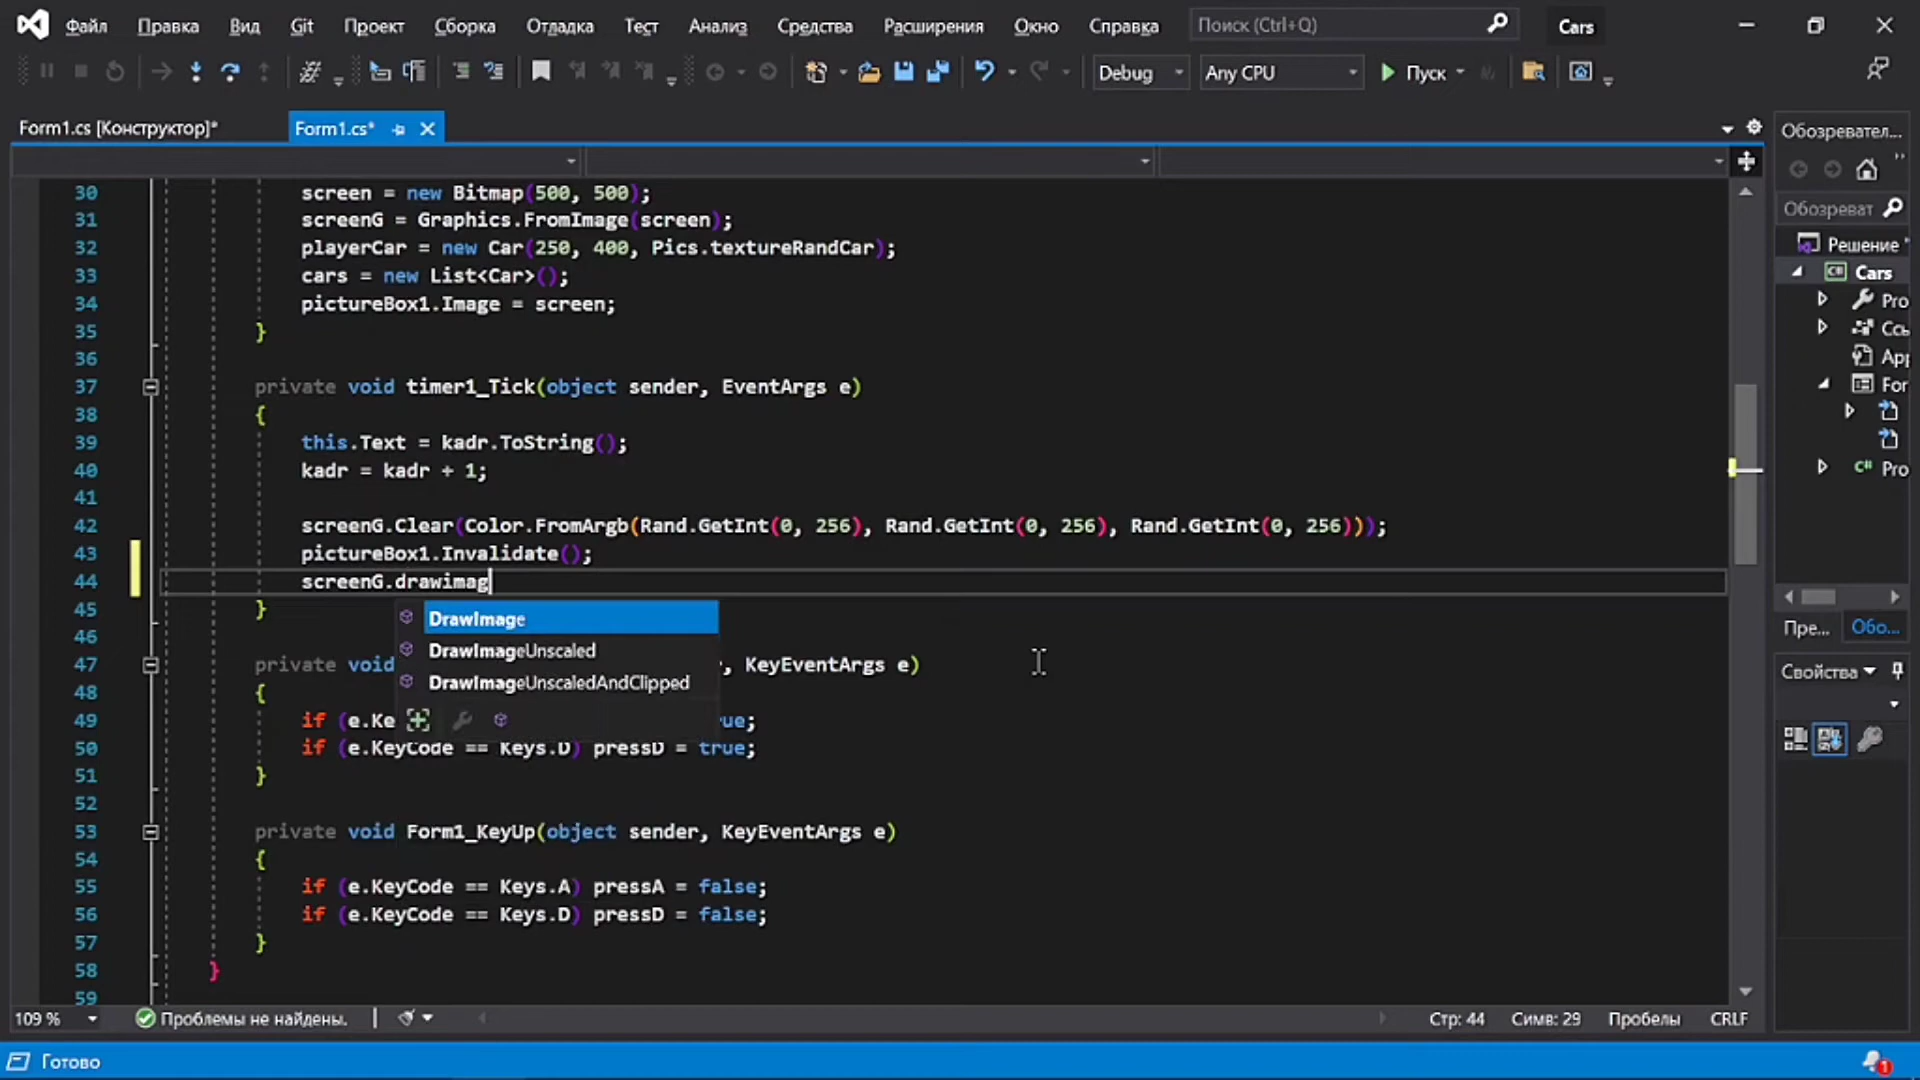 Файл Правка Вид Git Проект Сборка Отладка Тест Анализ Средства Расширения Окно Справка Поиск (Ctrl+Q) Cars
Debug Any CPU Пуск
Form1.cs [Конструктор]* Form1.cs*
Обозревател...
Обозреват
Решение
Cars
Pro
Ссы
App
For
Pro
Пре... Обо...
Свойства
30 screen = new Bitmap(500, 500);
31 screenG = Graphics.FromImage(screen);
32 playerCar = new Car(250, 400, Pics.textureRandCar);
33 cars = new List<Car>();
34 pictureBox1.Image = screen;
35 }
36
37 private void timer1_Tick(object sender, EventArgs e)
38 {
39 this.Text = kadr.ToString();
40 kadr = kadr + 1;
41
42 screenG.Clear(Color.FromArgb(Rand.GetInt(0, 256), Rand.GetInt(0, 256), Rand.GetInt(0, 256)));
43 pictureBox1.Invalidate();
44 screenG.drawimag
45 }
DrawImage
46
DrawImageUnscaled
47 private void , KeyEventArgs e)
DrawImageUnscaledAndClipped
48 {
49 if (e.Ke ue;
50 if (e.KeyCode == Keys.D) pressD = true;
51 }
52
53 private void Form1_KeyUp(object sender, KeyEventArgs e)
54 {
55 if (e.KeyCode == Keys.A) pressA = false;
56 if (e.KeyCode == Keys.D) pressD = false;
57 }
58 }
59
109 % Проблемы не найдены. Стр: 44 Симв: 29 Пробелы CRLF
Готово 1